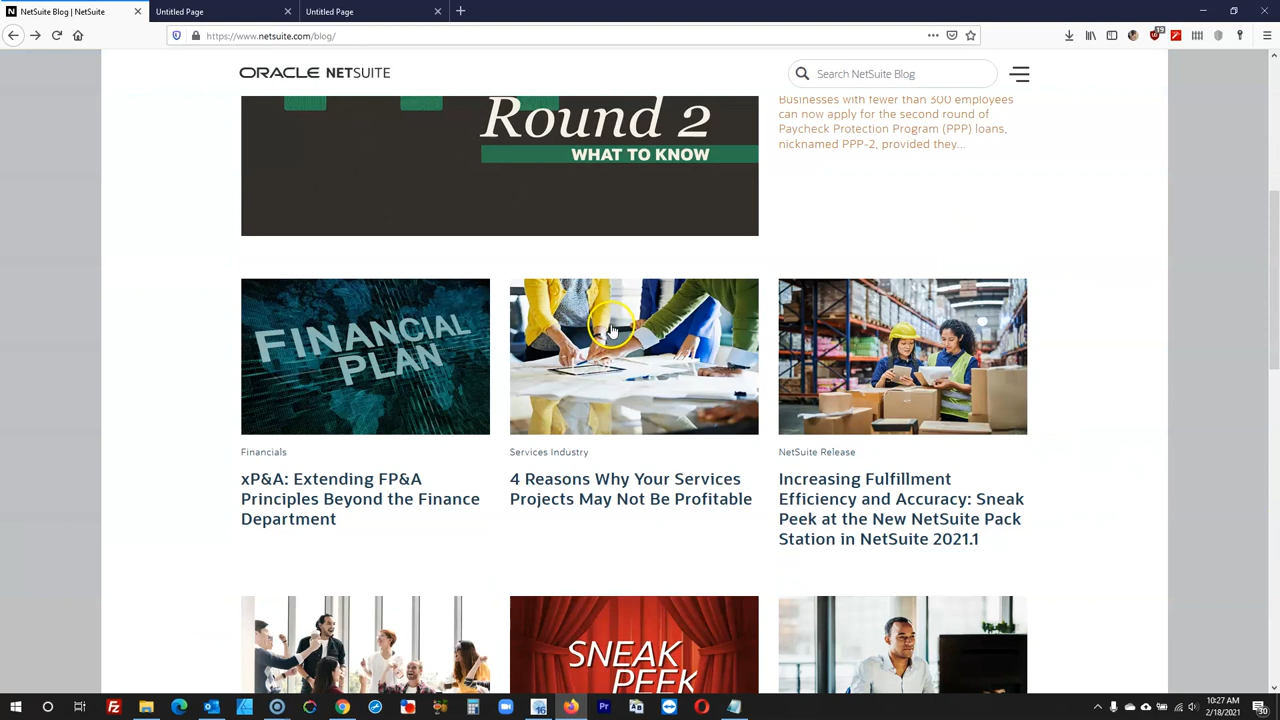 NetSuite Blog | NetSuite
Untitled Page
Untitled Page
https://www.netsuite.com/blog/
19
ORACLE NETSUITE
Search NetSuite Blog
Round 2
WHAT TO KNOW
Businesses with fewer than 300 employees
can now apply for the second round of
Paycheck Protection Program (PPP) loans,
nicknamed PPP-2, provided they...
FINANCIAL
PLAN
Financials
xP&A: Extending FP&A
Principles Beyond the Finance
Department
Services Industry
4 Reasons Why Your Services
Projects May Not Be Profitable
NetSuite Release
Increasing Fulfillment
Efficiency and Accuracy: Sneak
Peek at the New NetSuite Pack
Station in NetSuite 2021.1
SNEAK
PEEK
10:27 AM
2/18/2021
30